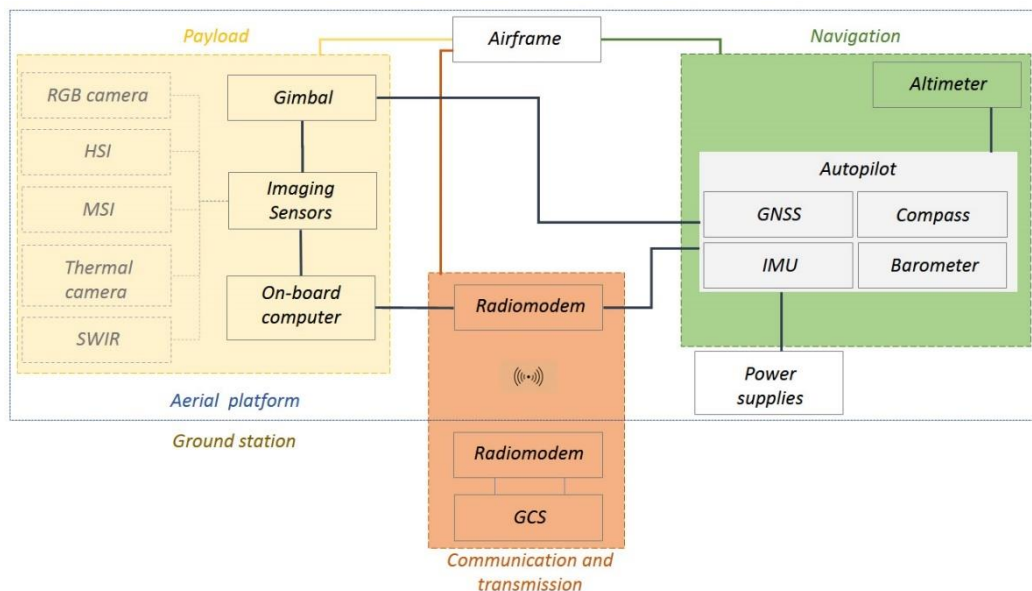 Payload
Airframe
Navigation
RGB camera
HSI
MSI
Thermal
camera
SWIR
Gimbal
Imaging
Sensors
On-board
computer
Altimeter
Autopilot
GNSS
Compass
IMU
Barometer
Radiomodem
Power
supplies
Aerial platform
Ground station
Radiomodem
GCS
Communication and
transmission